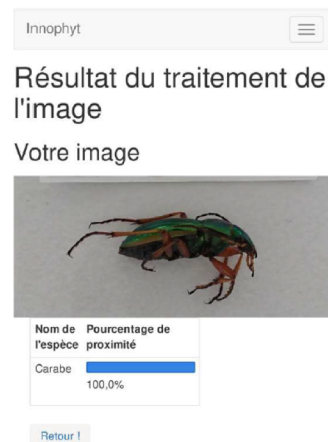 Innophyt
Résultat du traitement de
l'image
Votre image
Nom de l'espèce Pourcentage de proximité
Carabe
100,0%
Retour !